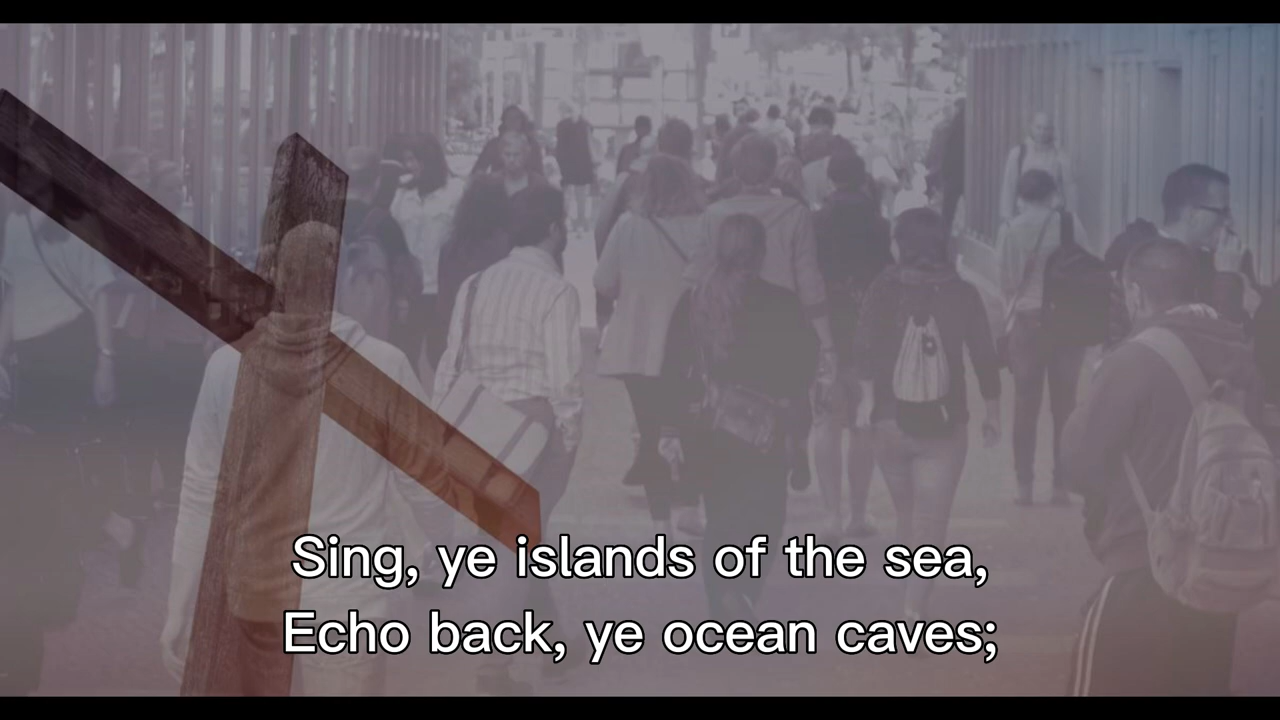 Sing, ye islands of the sea,
Echo back, ye ocean caves;